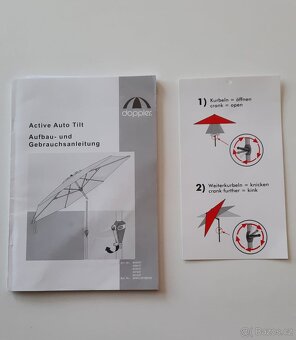 doppler
Active Auto Tilt
Aufbau- und
Gebrauchsanleitung
1) Kurbeln = öffnen
crank = open
2) Weiterkurbeln = knicken
crank further = kink